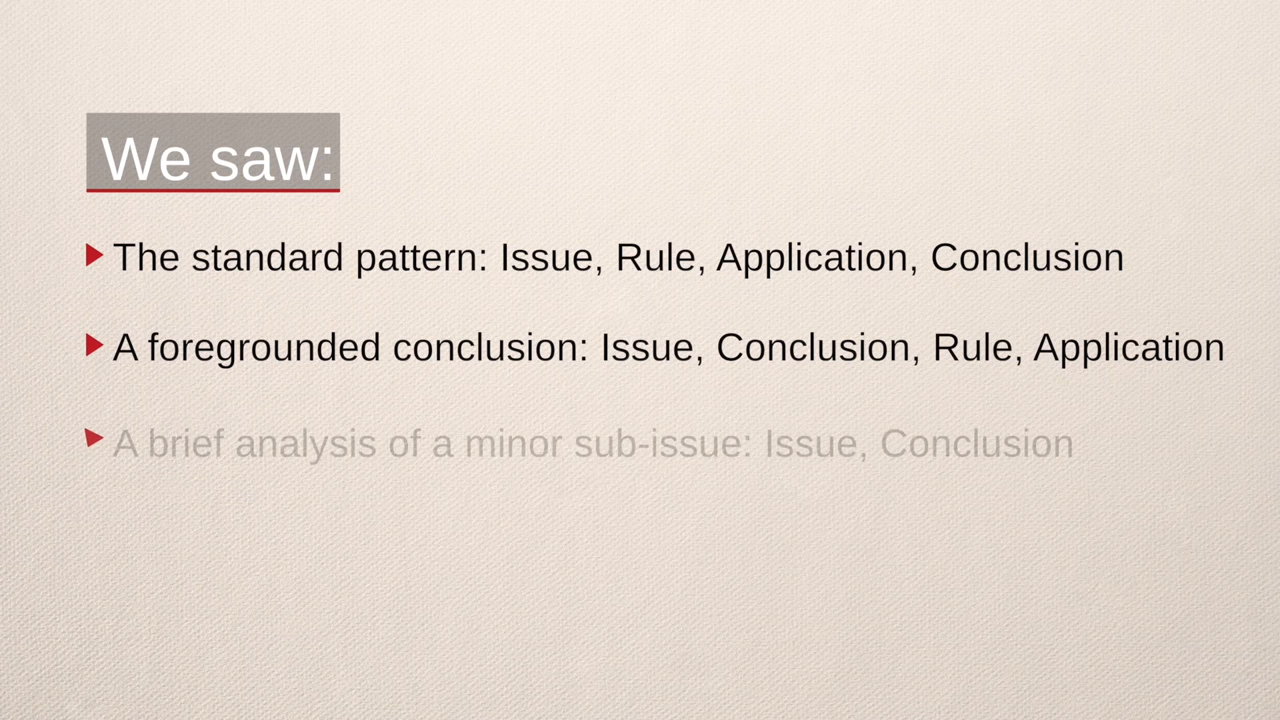 We saw:
The standard pattern: Issue, Rule, Application, Conclusion
A foregrounded conclusion: Issue, Conclusion, Rule, Application
A brief analysis of a minor sub-issue: Issue, Conclusion